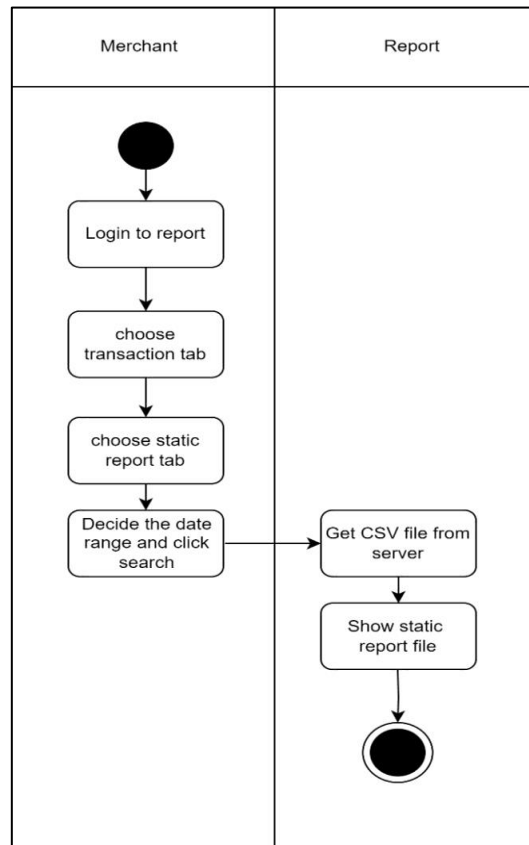 Merchant
Report
Login to report
choose
transaction tab
choose static
report tab
Decide the date
range and click
search
Get CSV file from
server
Show static
report file